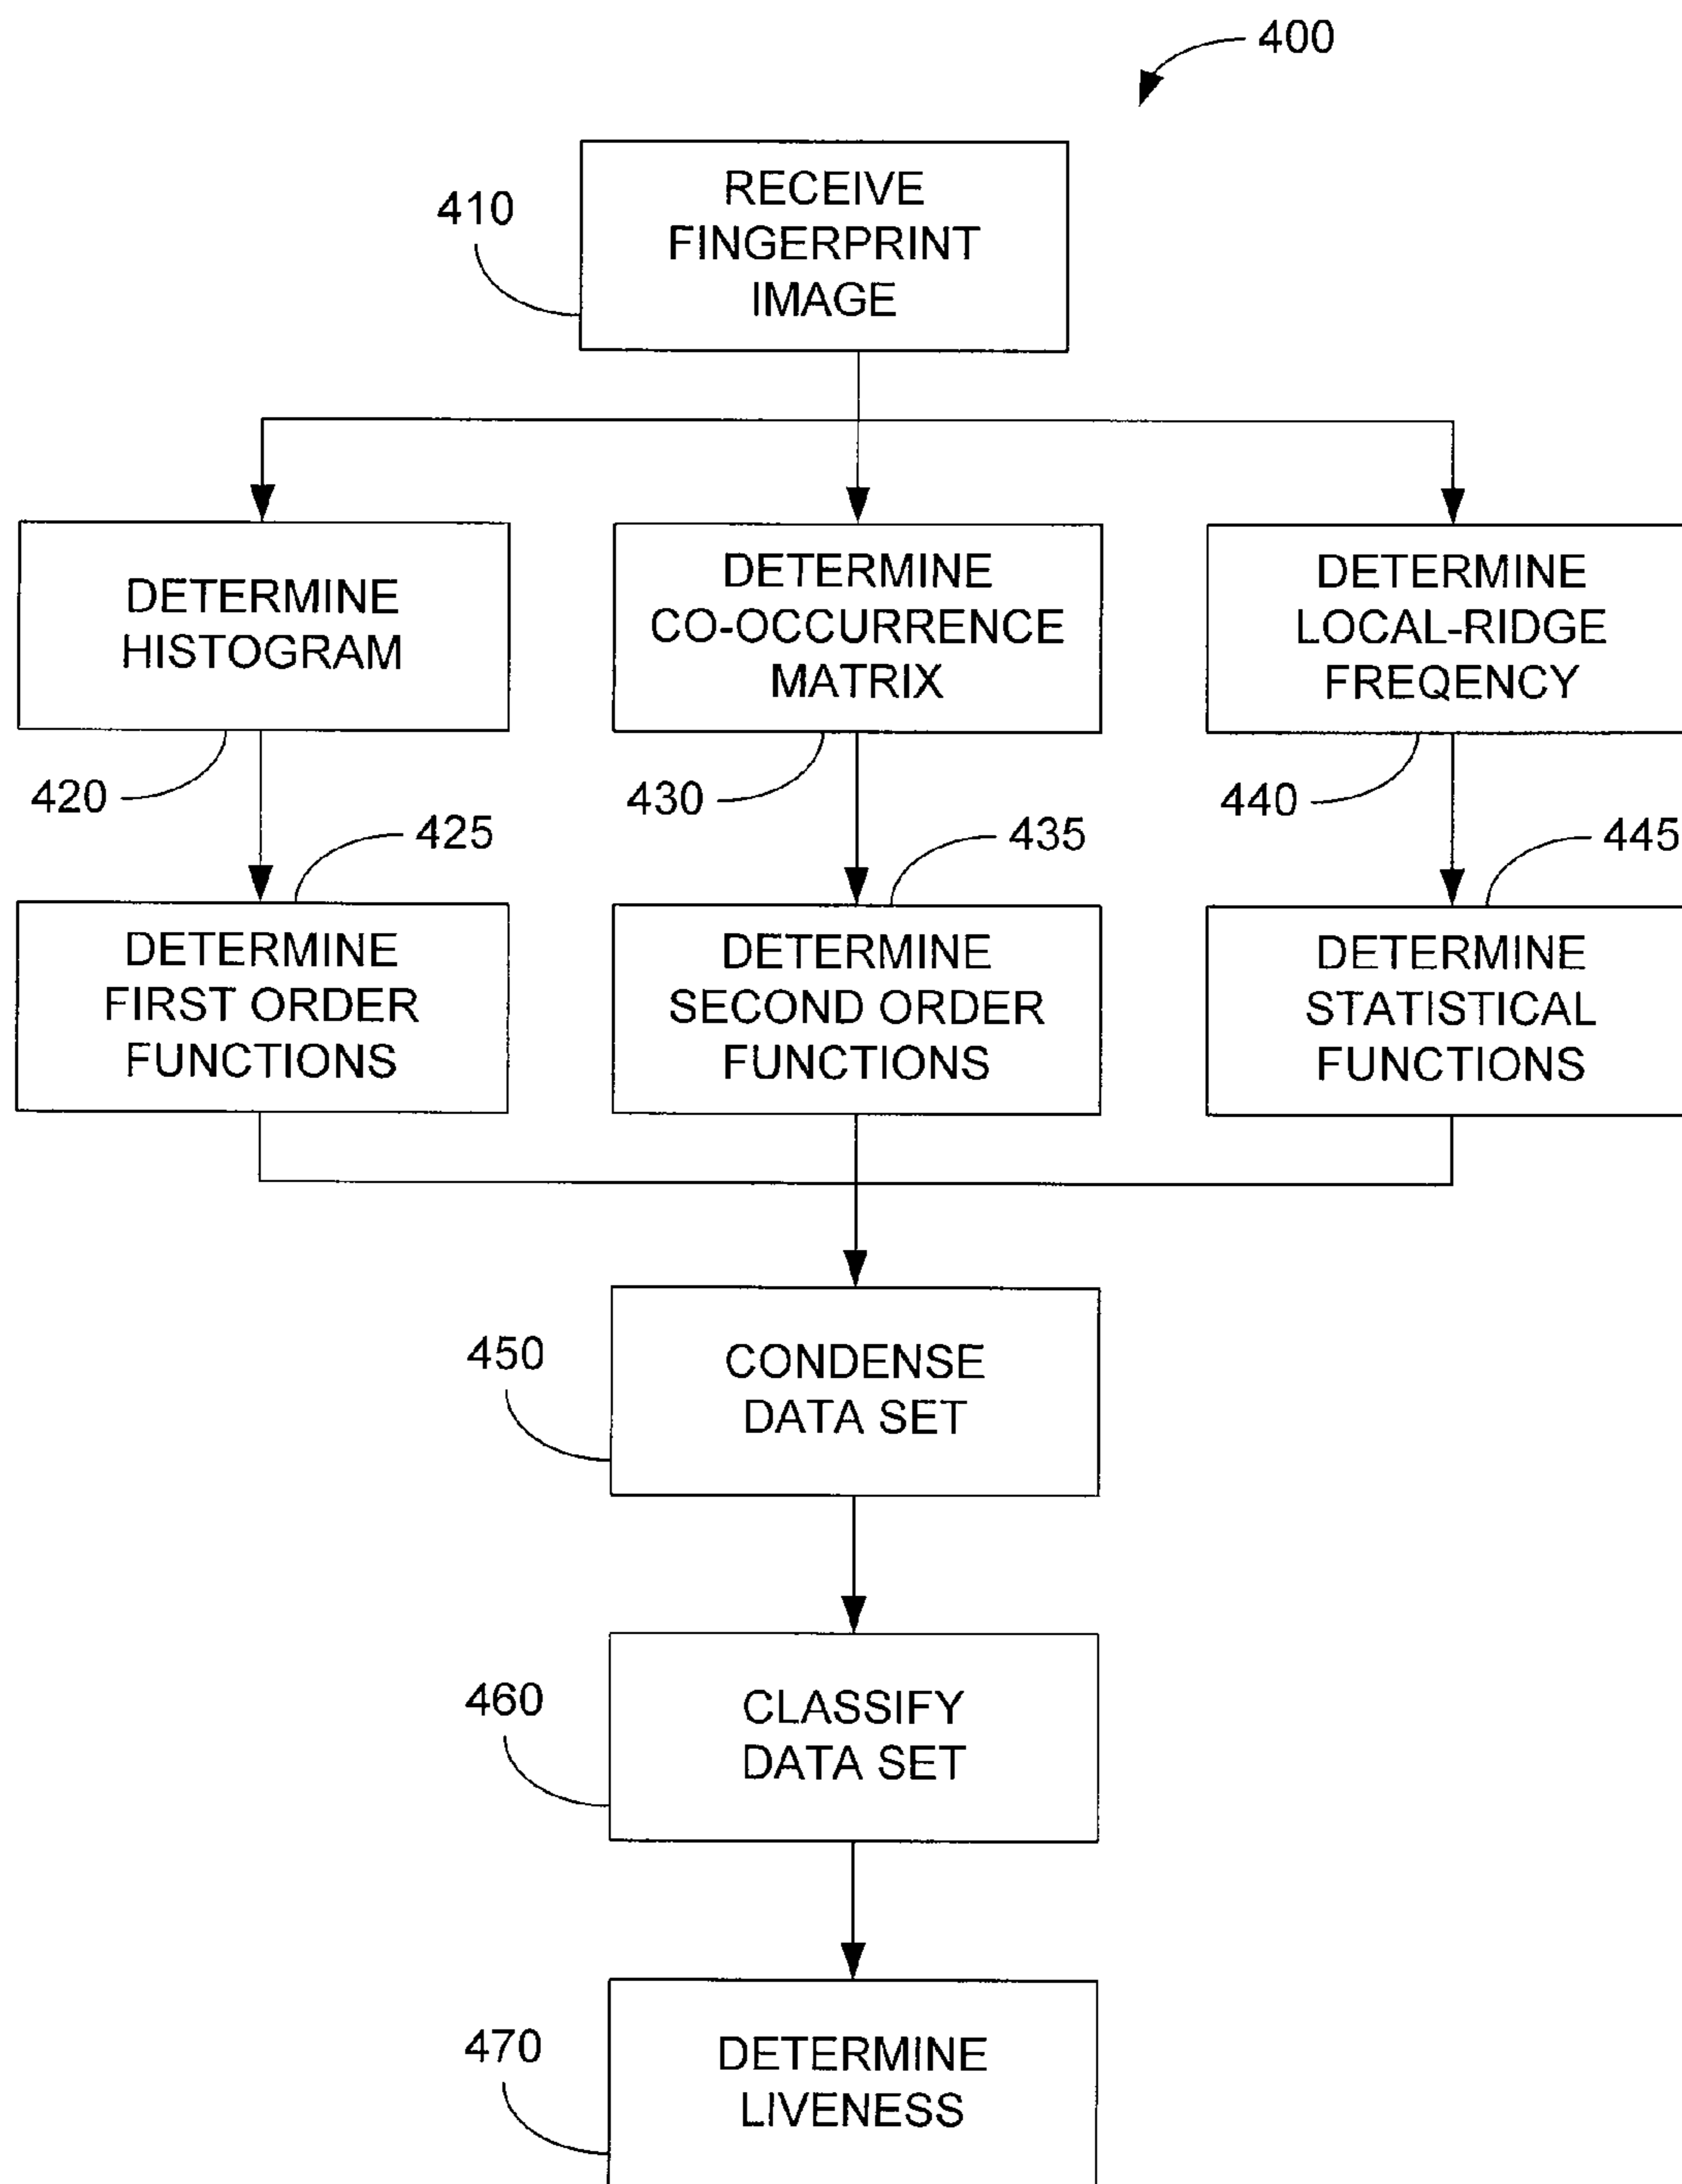 400
RECEIVE
FINGERPRINT
IMAGE
410
DETERMINE
HISTOGRAM
420
DETERMINE
CO-OCCURRENCE
MATRIX
430
DETERMINE
LOCAL-RIDGE
FREQENCY
440
425
DETERMINE
FIRST ORDER
FUNCTIONS
435
DETERMINE
SECOND ORDER
FUNCTIONS
445
DETERMINE
STATISTICAL
FUNCTIONS
450
CONDENSE
DATA SET
460
CLASSIFY
DATA SET
470
DETERMINE
LIVENESS